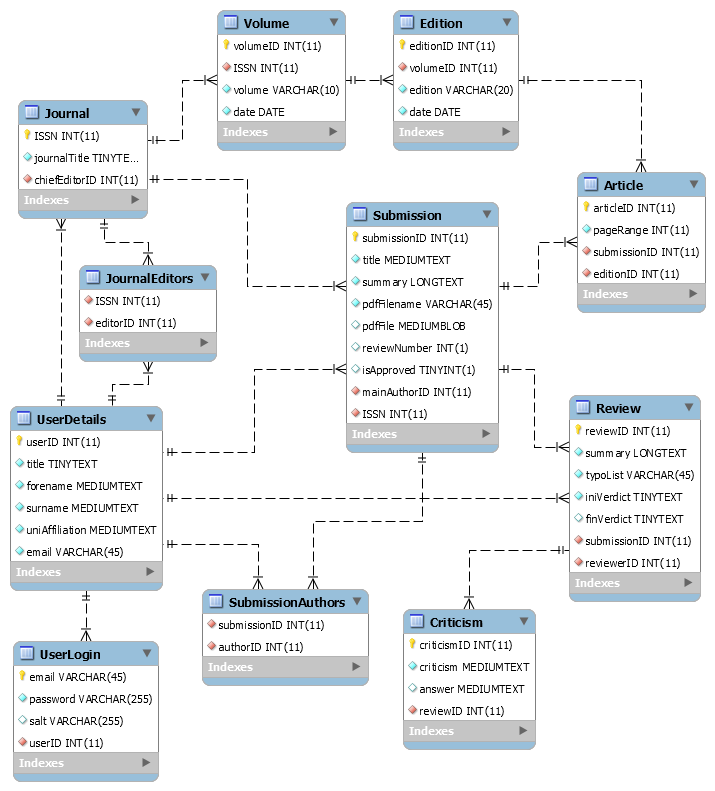 Volume
volumeID INT(11)
ISSN INT(11)
volume VARCHAR(10)
date DATE
Indexes
Edition
editionID INT(11)
volumeID INT(11)
edition VARCHAR(20)
date DATE
Indexes
Journal
ISSN INT(11)
journalTitle TINYTE...
chiefEditorID INT(11)
Indexes
Article
articleID INT(11)
pageRange INT(11)
submissionID INT(11)
editionID INT(11)
Indexes
Submission
submissionID INT(11)
title MEDIUMTEXT
summary LONGTEXT
pdfFilename VARCHAR(45)
pdfFile MEDIUMBLOB
reviewNumber INT(1)
isApproved TINYINT(1)
mainAuthorID INT(11)
ISSN INT(11)
Indexes
JournalEditors
ISSN INT(11)
editorID INT(11)
Indexes
UserDetails
userID INT(11)
title TINYTEXT
forename MEDIUMTEXT
surname MEDIUMTEXT
uniAffiliation MEDIUMTEXT
email VARCHAR(45)
Indexes
Review
reviewID INT(11)
summary LONGTEXT
typoList VARCHAR(45)
iniVerdict TINYTEXT
finVerdict TINYTEXT
submissionID INT(11)
reviewerID INT(11)
Indexes
SubmissionAuthors
submissionID INT(11)
authorID INT(11)
Indexes
Criticism
criticismID INT(11)
criticism MEDIUMTEXT
answer MEDIUMTEXT
reviewID INT(11)
Indexes
UserLogin
email VARCHAR(45)
password VARCHAR(255)
salt VARCHAR(255)
userID INT(11)
Indexes